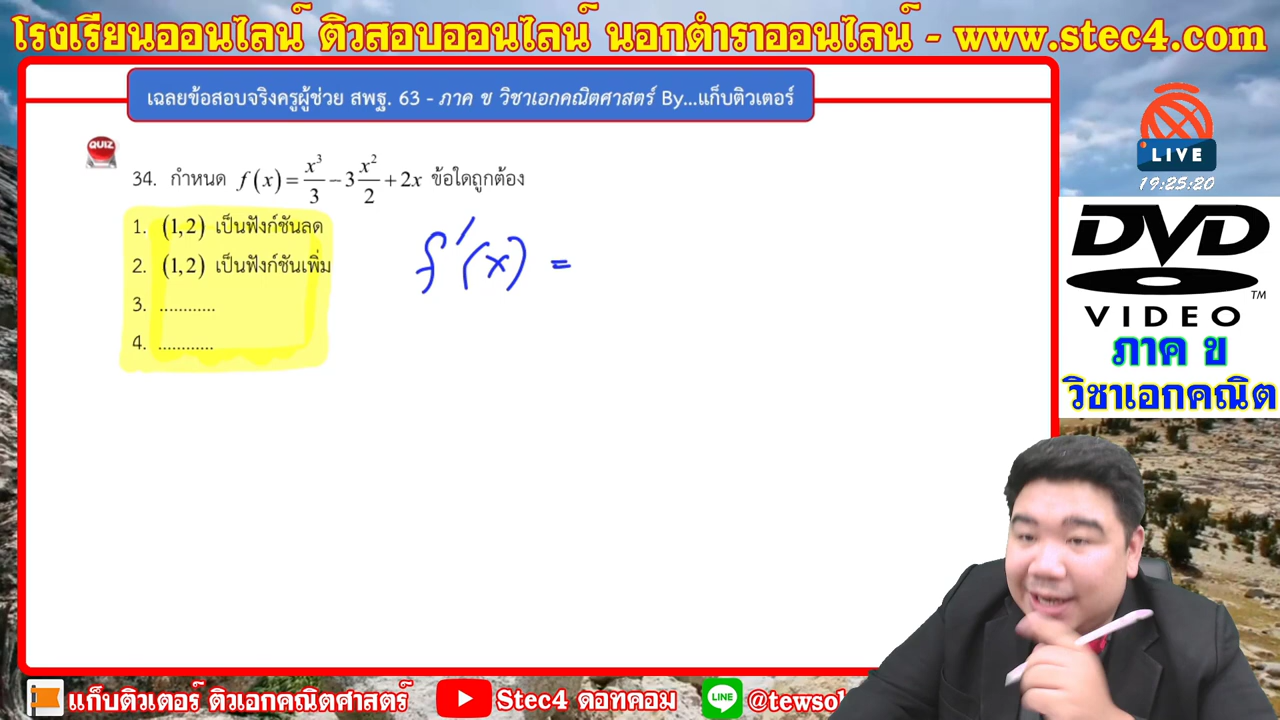 โรงเรียนออนไลน์ ติวสอบออนไลน์ นอกตำราออนไลน์ - www.stec4.com
เฉลยข้อสอบจริงครูผู้ช่วย สพฐ. 63 - ภาค ข วิชาเอกคณิตศาสตร์ By...แก็บติวเตอร์
QUIZ
34. กำหนด f(x) = x³/3 − 3 x²/2 + 2x ข้อใดถูกต้อง
1. (1,2) เป็นฟังก์ชันลด
2. (1,2) เป็นฟังก์ชันเพิ่ม
3. ............
4. ............
f'(x) =
LIVE
19:25:20
DVD
VIDEO™
ภาค ข
วิชาเอกคณิต
แก็บติวเตอร์ ติวเอกคณิตศาสตร์ Stec4 ดอทคอม LINE